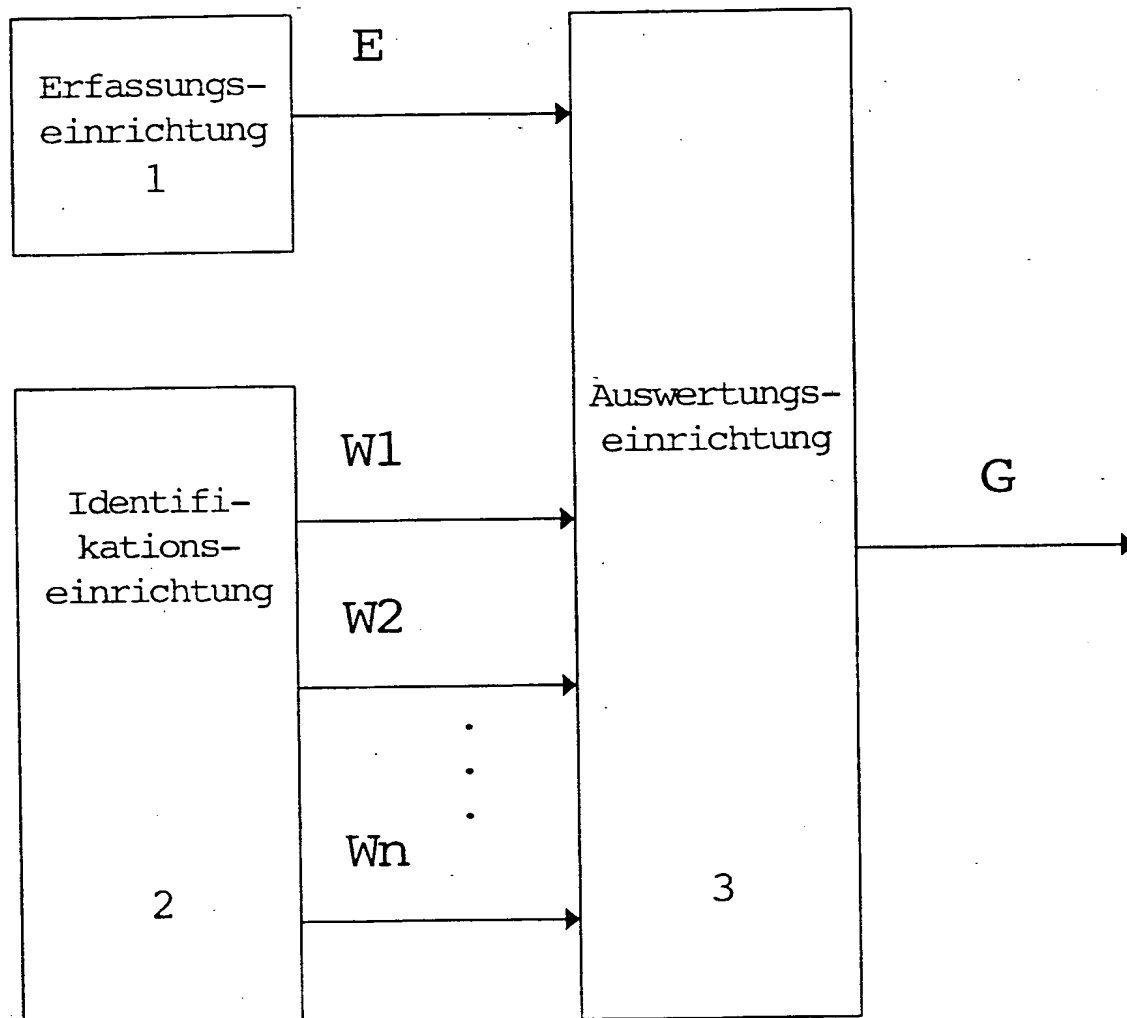 Erfassungs-
einrichtung
1
E
Identifi-
kations-
einrichtung
2
W1
W2
Wn
Auswertungs-
einrichtung
3
G